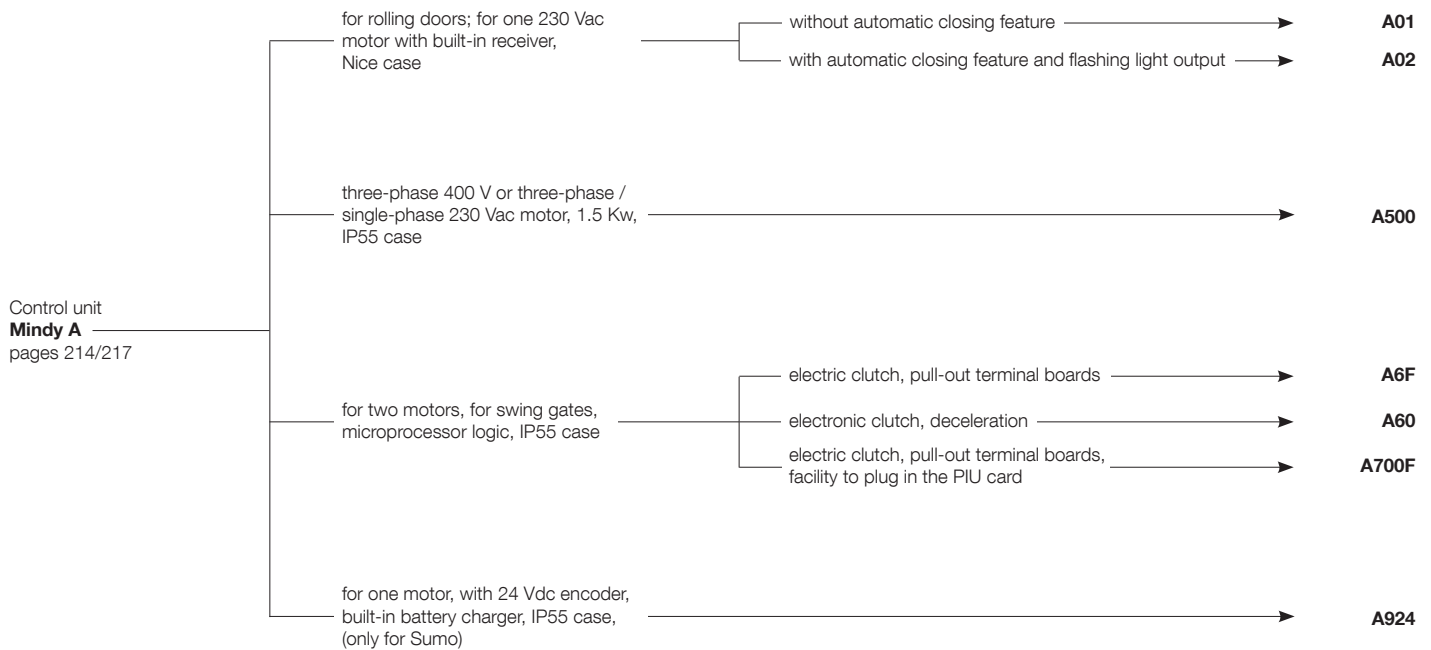 for rolling doors; for one 230 Vac
motor with built-in receiver,
Nice case
without automatic closing feature
A01
with automatic closing feature and flashing light output
A02
three-phase 400 V or three-phase /
single-phase 230 Vac motor, 1.5 Kw,
IP55 case
A500
Control unit
Mindy A
pages 214/217
for two motors, for swing gates,
microprocessor logic, IP55 case
electric clutch, pull-out terminal boards
A6F
electronic clutch, deceleration
A60
electric clutch, pull-out terminal boards,
facility to plug in the PIU card
A700F
for one motor, with 24 Vdc encoder,
built-in battery charger, IP55 case,
(only for Sumo)
A924